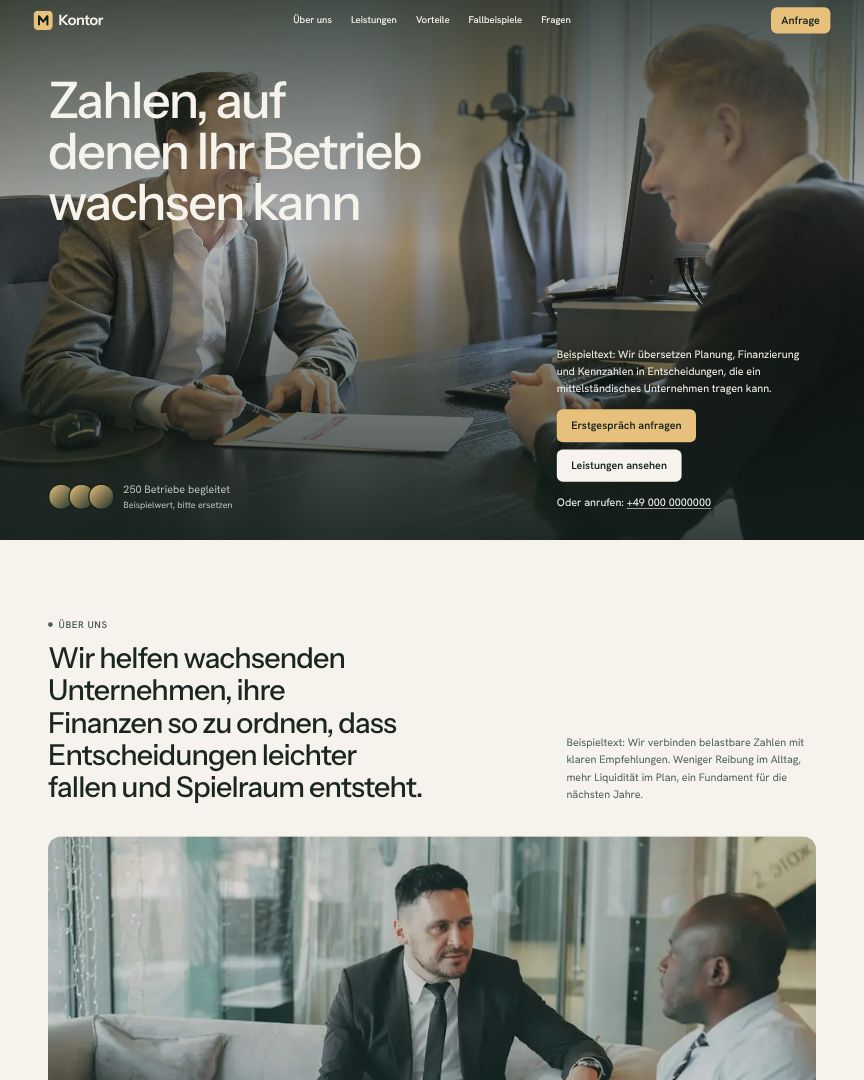 M Kontor
Über uns Leistungen Vorteile Fallbeispiele Fragen
Anfrage
Zahlen, auf
denen Ihr Betrieb
wachsen kann
Beispieltext: Wir übersetzen Planung, Finanzierung
und Kennzahlen in Entscheidungen, die ein
mittelständisches Unternehmen tragen kann.
Erstgespräch anfragen
Leistungen ansehen
Oder anrufen: +49 000 0000000
250 Betriebe begleitet
Beispielwert, bitte ersetzen
ÜBER UNS
Wir helfen wachsenden
Unternehmen, ihre
Finanzen so zu ordnen, dass
Entscheidungen leichter
fallen und Spielraum entsteht.
Beispieltext: Wir verbinden belastbare Zahlen mit
klaren Empfehlungen. Weniger Reibung im Alltag,
mehr Liquidität im Plan, ein Fundament für die
nächsten Jahre.